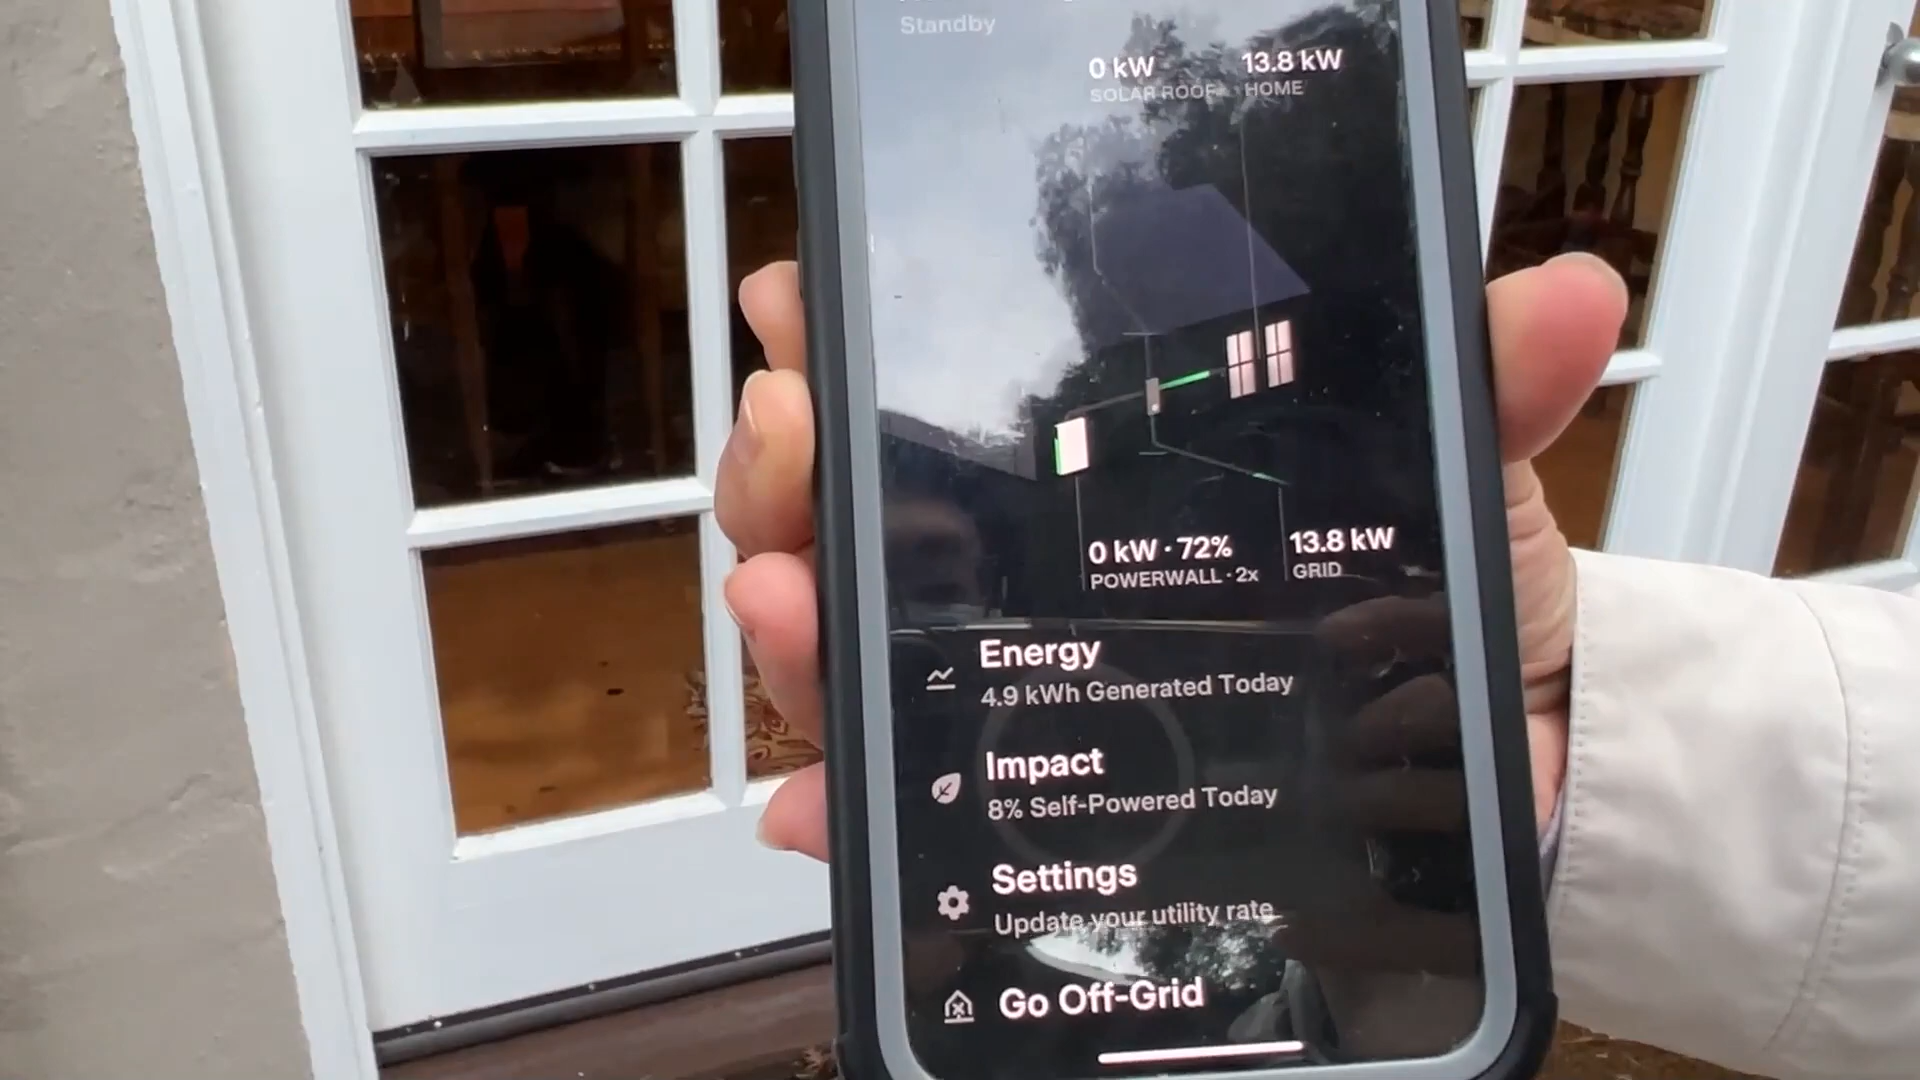 Standby
0 kW
SOLAR ROOF
13.8 kW
HOME
0 kW · 72%
POWERWALL · 2x
13.8 kW
GRID
Energy
4.9 kWh Generated Today
Impact
8% Self-Powered Today
Settings
Update your utility rate
Go Off-Grid